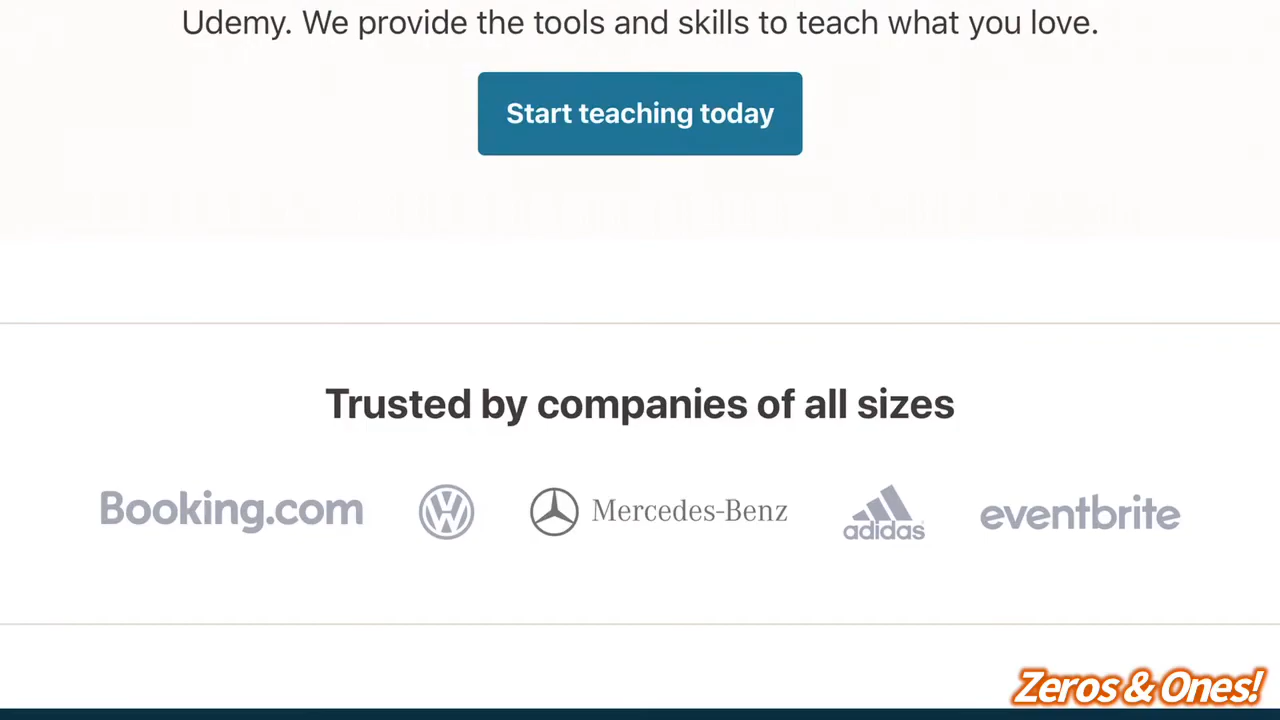 Udemy. We provide the tools and skills to teach what you love.
Start teaching today
Trusted by companies of all sizes
Booking.com
Mercedes-Benz
adidas
eventbrite
Zeros & Ones!